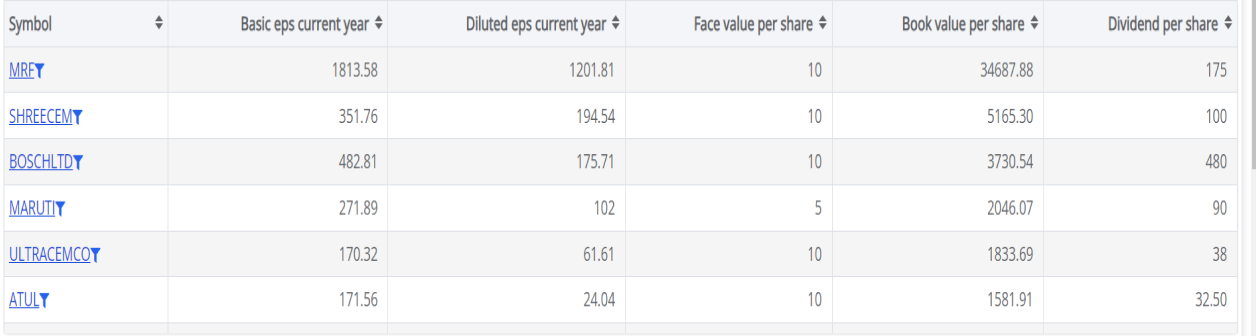 Symbol Basic eps current year Diluted eps current year Face value per share Book value per share Dividend per share
MRF 1813.58 1201.81 10 34687.88 175
SHREECEM 351.76 194.54 10 5165.30 100
BOSCHLTD 482.81 175.71 10 3730.54 480
MARUTI 271.89 102 5 2046.07 90
ULTRACEMCO 170.32 61.61 10 1833.69 38
ATUL 171.56 24.04 10 1581.91 32.50